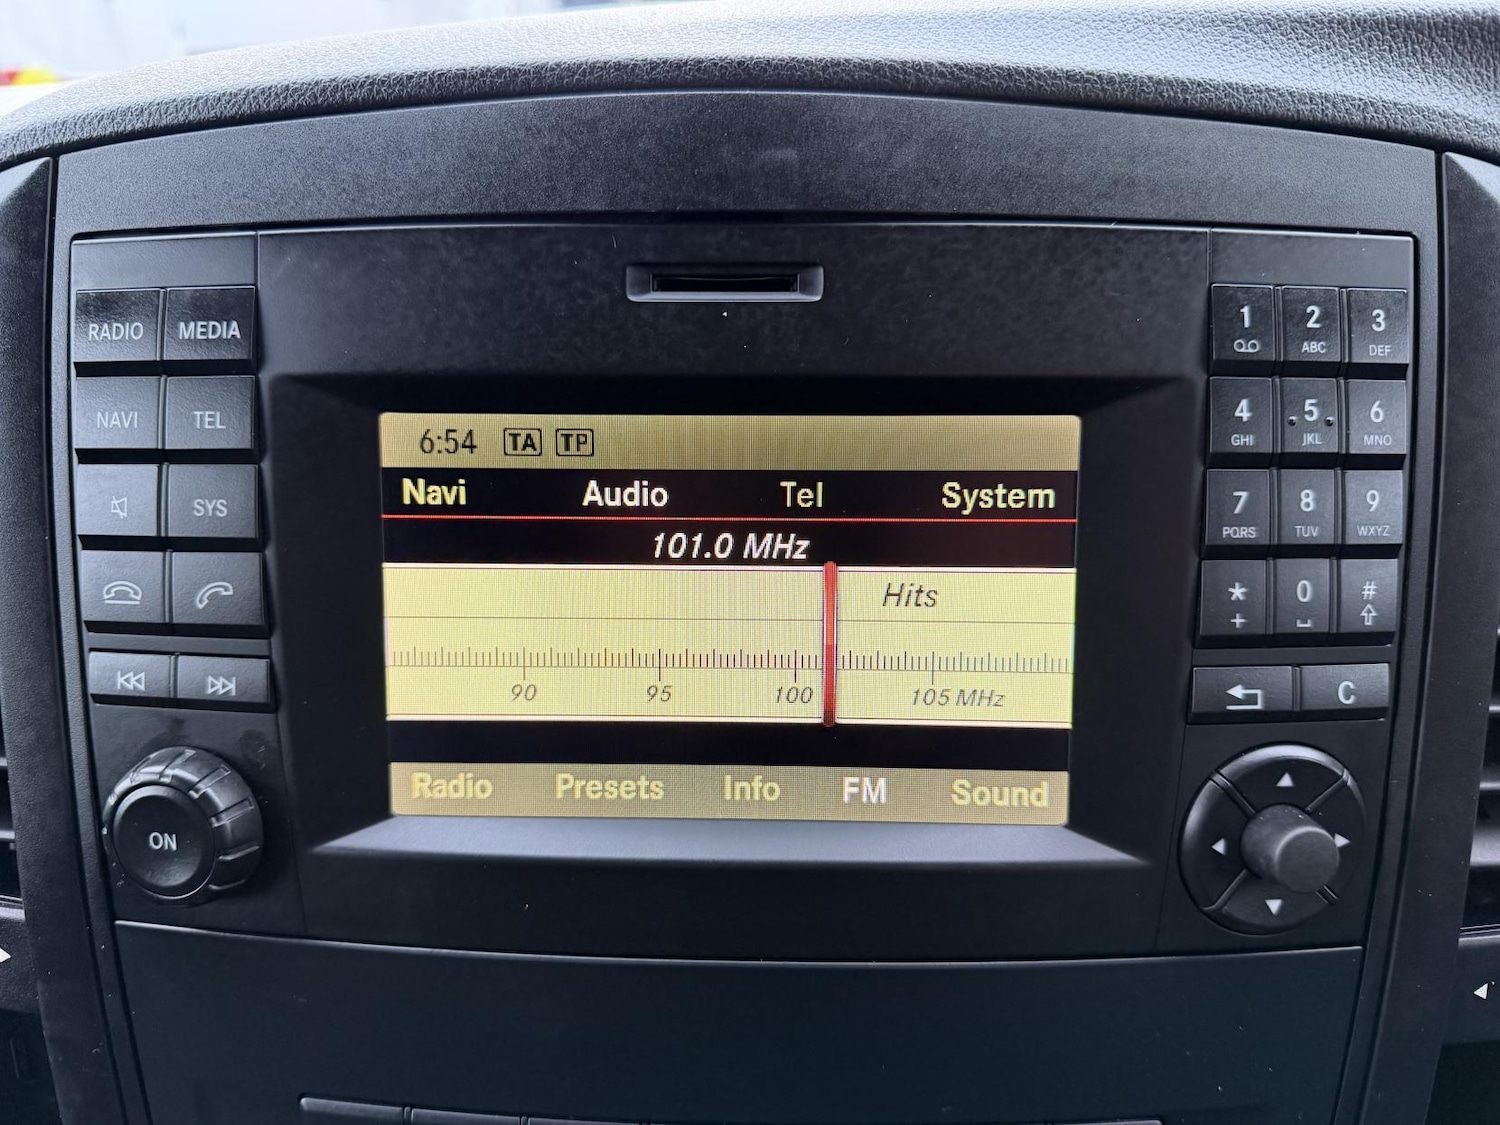 RADIO MEDIA
NAVI TEL
SYS
ON
6:54 TA TP
Navi Audio Tel System
101.0 MHz
Hits
90 95 100 105 MHz
Radio Presets Info FM Sound
1 2 3
ABC DEF
4 5 6
GHI JKL MNO
7 8 9
PQRS TUV WXYZ
* 0 #
+
C